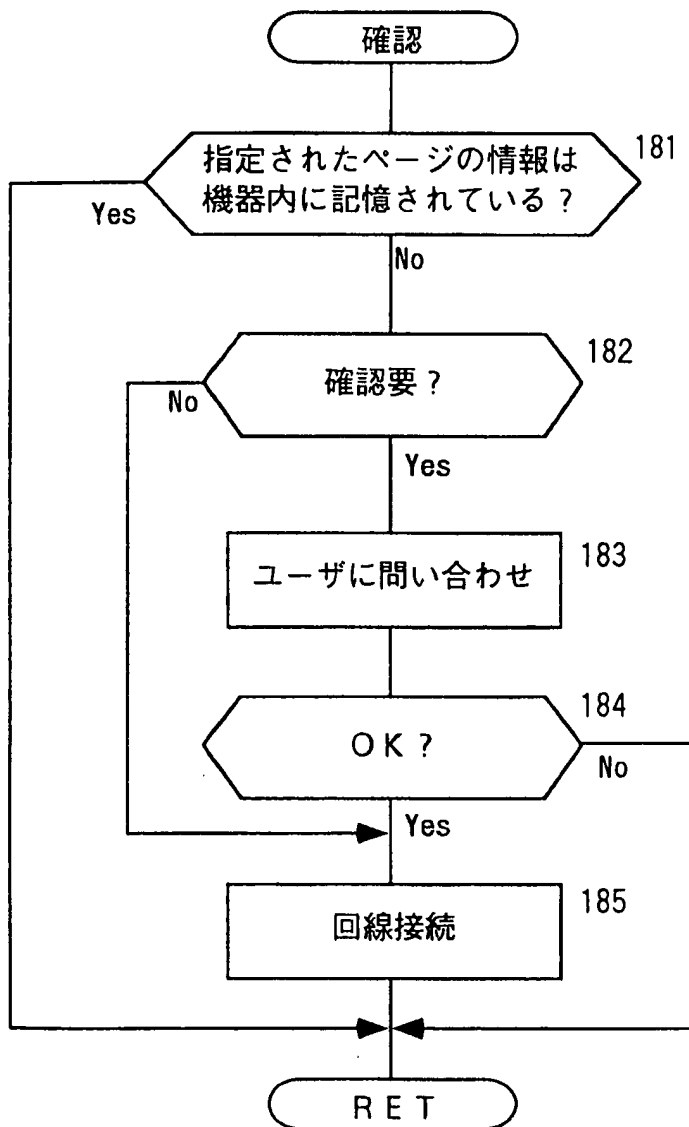 確認
181
指定されたページの情報は
機器内に記憶されている?
Yes
No
182
確認要?
No
Yes
ユーザに問い合わせ
183
184
OK?
No
Yes
185
回線接続
RET